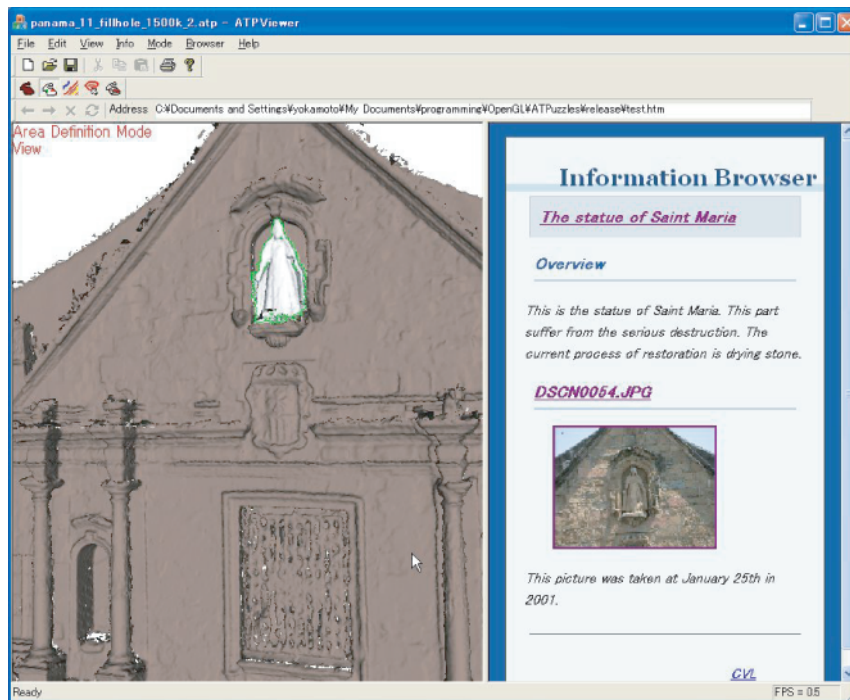 panama_11_fillhole_1500k_2.atp - ATPViewer
File Edit View Info Mode Browser Help
Address C:¥Documents and Settings¥yokamoto¥My Documents¥programming¥OpenGL¥ATPuzzles¥release¥test.htm
Area Definition Mode
View
Information Browser
The statue of Saint Maria
Overview
This is the statue of Saint Maria. This part
suffer from the serious destruction. The
current process of restoration is drying stone.
DSCN0054.JPG
This picture was taken at January 25th in
2001.
CVL
Ready FPS = 0.5